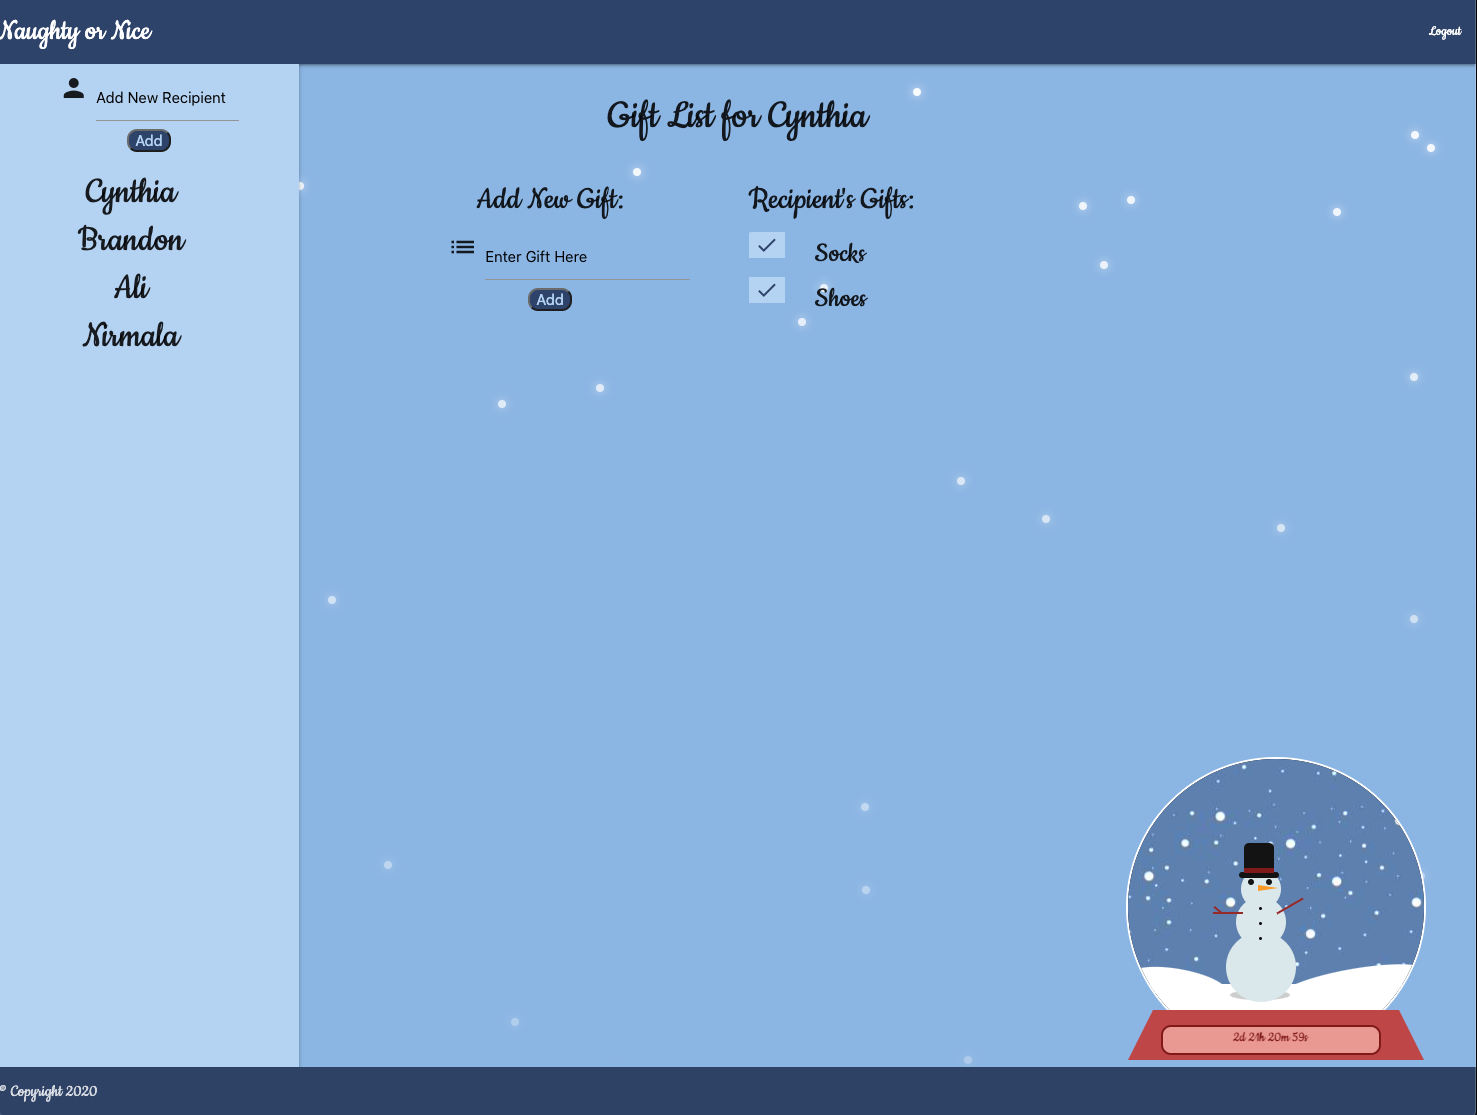 Naughty or Nice
Logout
Add New Recipient
Add
Cynthia
Brandon
Ali
Nirmala
Gift List for Cynthia
Add New Gift:
Enter Gift Here
Add
Recipient's Gifts:
Socks
Shoes
2d 21h 20m 59s
© Copyright 2020